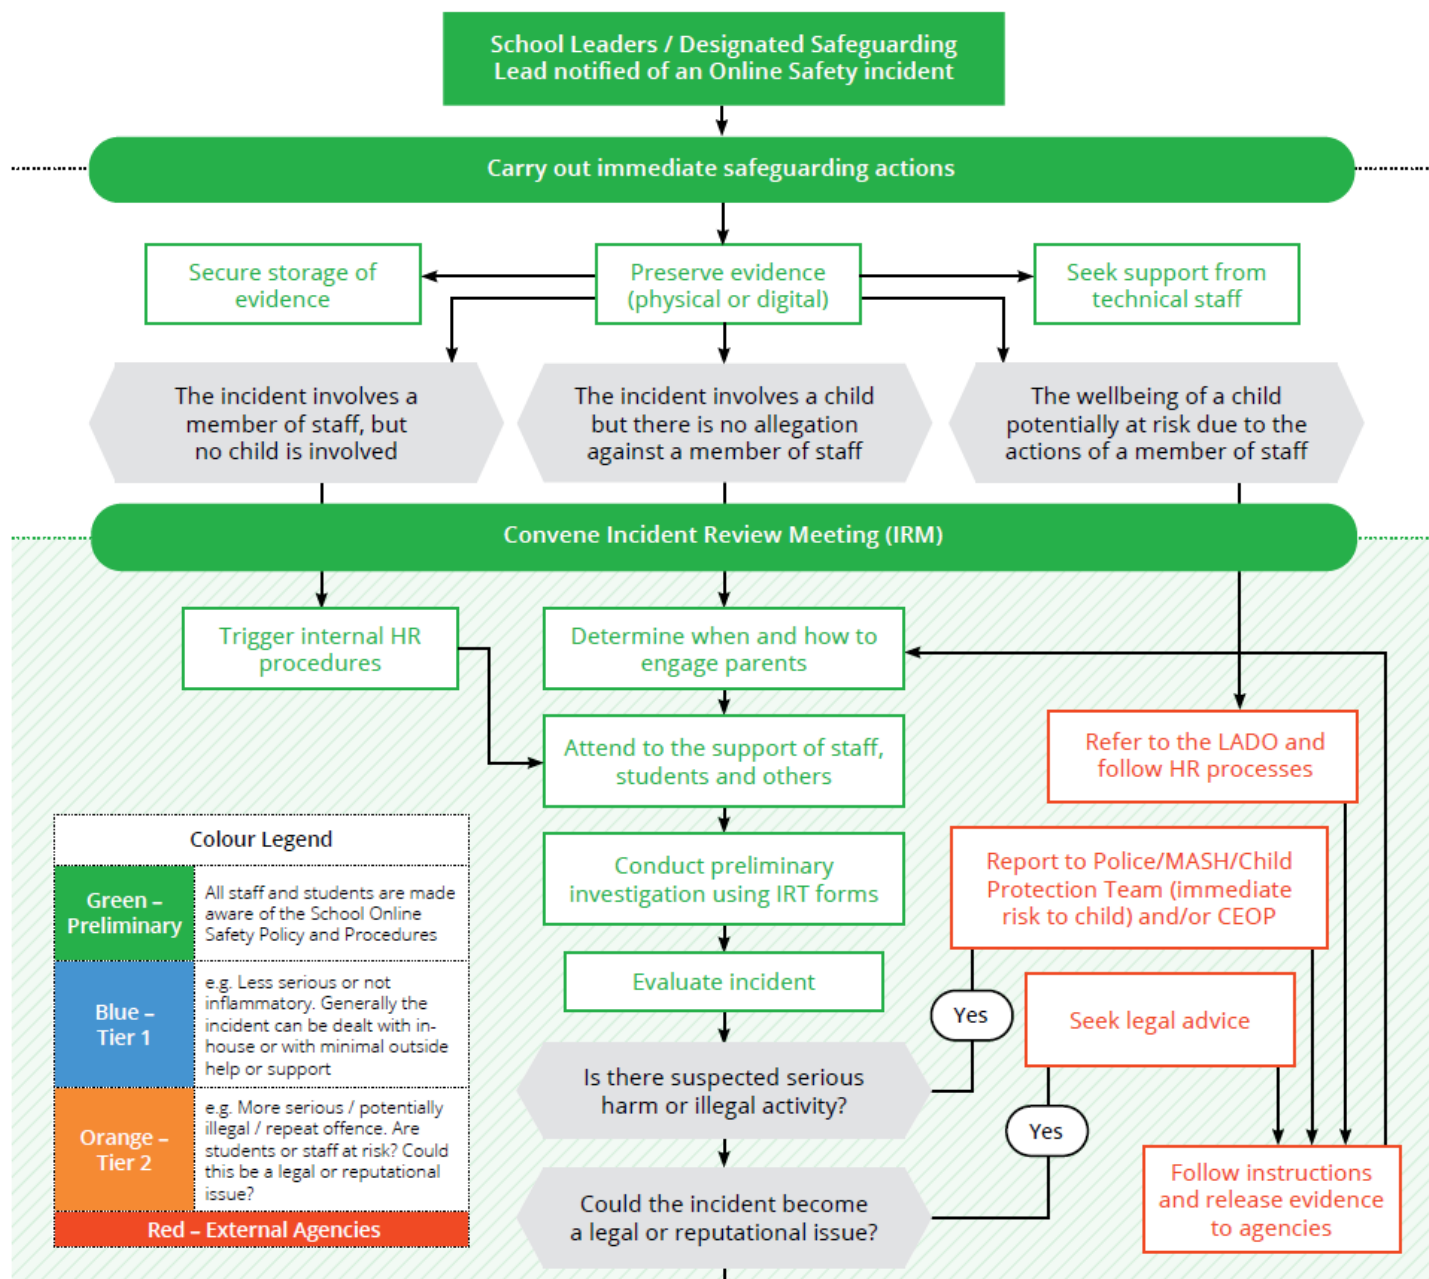 School Leaders / Designated Safeguarding
Lead notified of an Online Safety incident
Carry out immediate safeguarding actions
Secure storage of
evidence
Preserve evidence
(physical or digital)
Seek support from
technical staff
The incident involves a
member of staff, but
no child is involved
The incident involves a child
but there is no allegation
against a member of staff
The wellbeing of a child
potentially at risk due to the
actions of a member of staff
Convene Incident Review Meeting (IRM)
Trigger internal HR
procedures
Determine when and how to
engage parents
Attend to the support of staff,
students and others
Refer to the LADO and
follow HR processes
Conduct preliminary
investigation using IRT forms
Report to Police/MASH/Child
Protection Team (immediate
risk to child) and/or CEOP
Evaluate incident
Yes
Seek legal advice
Is there suspected serious
harm or illegal activity?
Yes
Could the incident become
a legal or reputational issue?
Follow instructions
and release evidence
to agencies
Colour Legend
Green –
Preliminary
All staff and students are made
aware of the School Online
Safety Policy and Procedures
Blue –
Tier 1
e.g. Less serious or not
inflammatory. Generally the
incident can be dealt with in-
house or with minimal outside
help or support
Orange –
Tier 2
e.g. More serious / potentially
illegal / repeat offence. Are
students or staff at risk? Could
this be a legal or reputational
issue?
Red – External Agencies